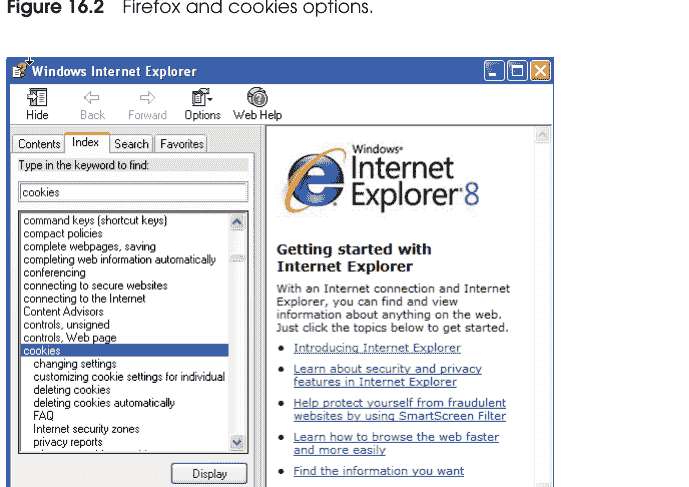 Figure 16.2 Firefox and cookies options.
Windows Internet Explorer
Hide Back Forward Options Web Help
Contents Index Search Favorites
Type in the keyword to find:
cookies
command keys (shortcut keys)
compact policies
complete webpages, saving
completing web information automatically
conferencing
connecting to secure websites
connecting to the Internet
Content Advisors
controls, unsigned
controls, Web page
cookies
changing settings
customizing cookie settings for individual
deleting cookies
deleting cookies automatically
FAQ
Internet security zones
privacy reports
Display
Windows
Internet
Explorer 8
Getting started with
Internet Explorer
With an Internet connection and Internet
Explorer, you can find and view
information about anything on the web.
Just click the topics below to get started.
• Introducing Internet Explorer
• Learn about security and privacy
features in Internet Explorer
• Help protect yourself from fraudulent
websites by using SmartScreen Filter
• Learn how to browse the web faster
and more easily
• Find the information you want